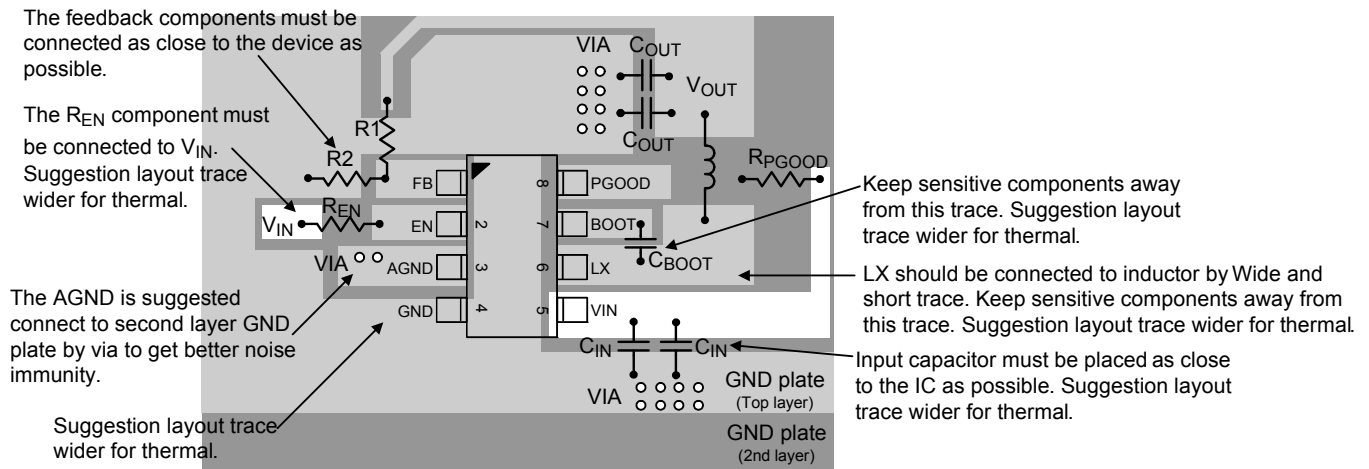 The feedback components must be
connected as close to the device as
possible.
The REN component must
be connected to VIN.
Suggestion layout trace
wider for thermal.
The AGND is suggested
connect to second layer GND
plate by via to get better noise
immunity.
Suggestion layout trace
wider for thermal.
VIA
COUT
COUT
VOUT
R1
R2
RPGOOD
REN
VIN
VIA
FB
EN
AGND
GND
2
3
4
8
7
6
5
PGOOD
BOOT
LX
VIN
CBOOT
CIN
CIN
VIA
GND plate
(Top layer)
GND plate
(2nd layer)
Keep sensitive components away
from this trace. Suggestion layout
trace wider for thermal.
LX should be connected to inductor by Wide and
short trace. Keep sensitive components away from
this trace. Suggestion layout trace wider for thermal.
Input capacitor must be placed as close
to the IC as possible. Suggestion layout
trace wider for thermal.